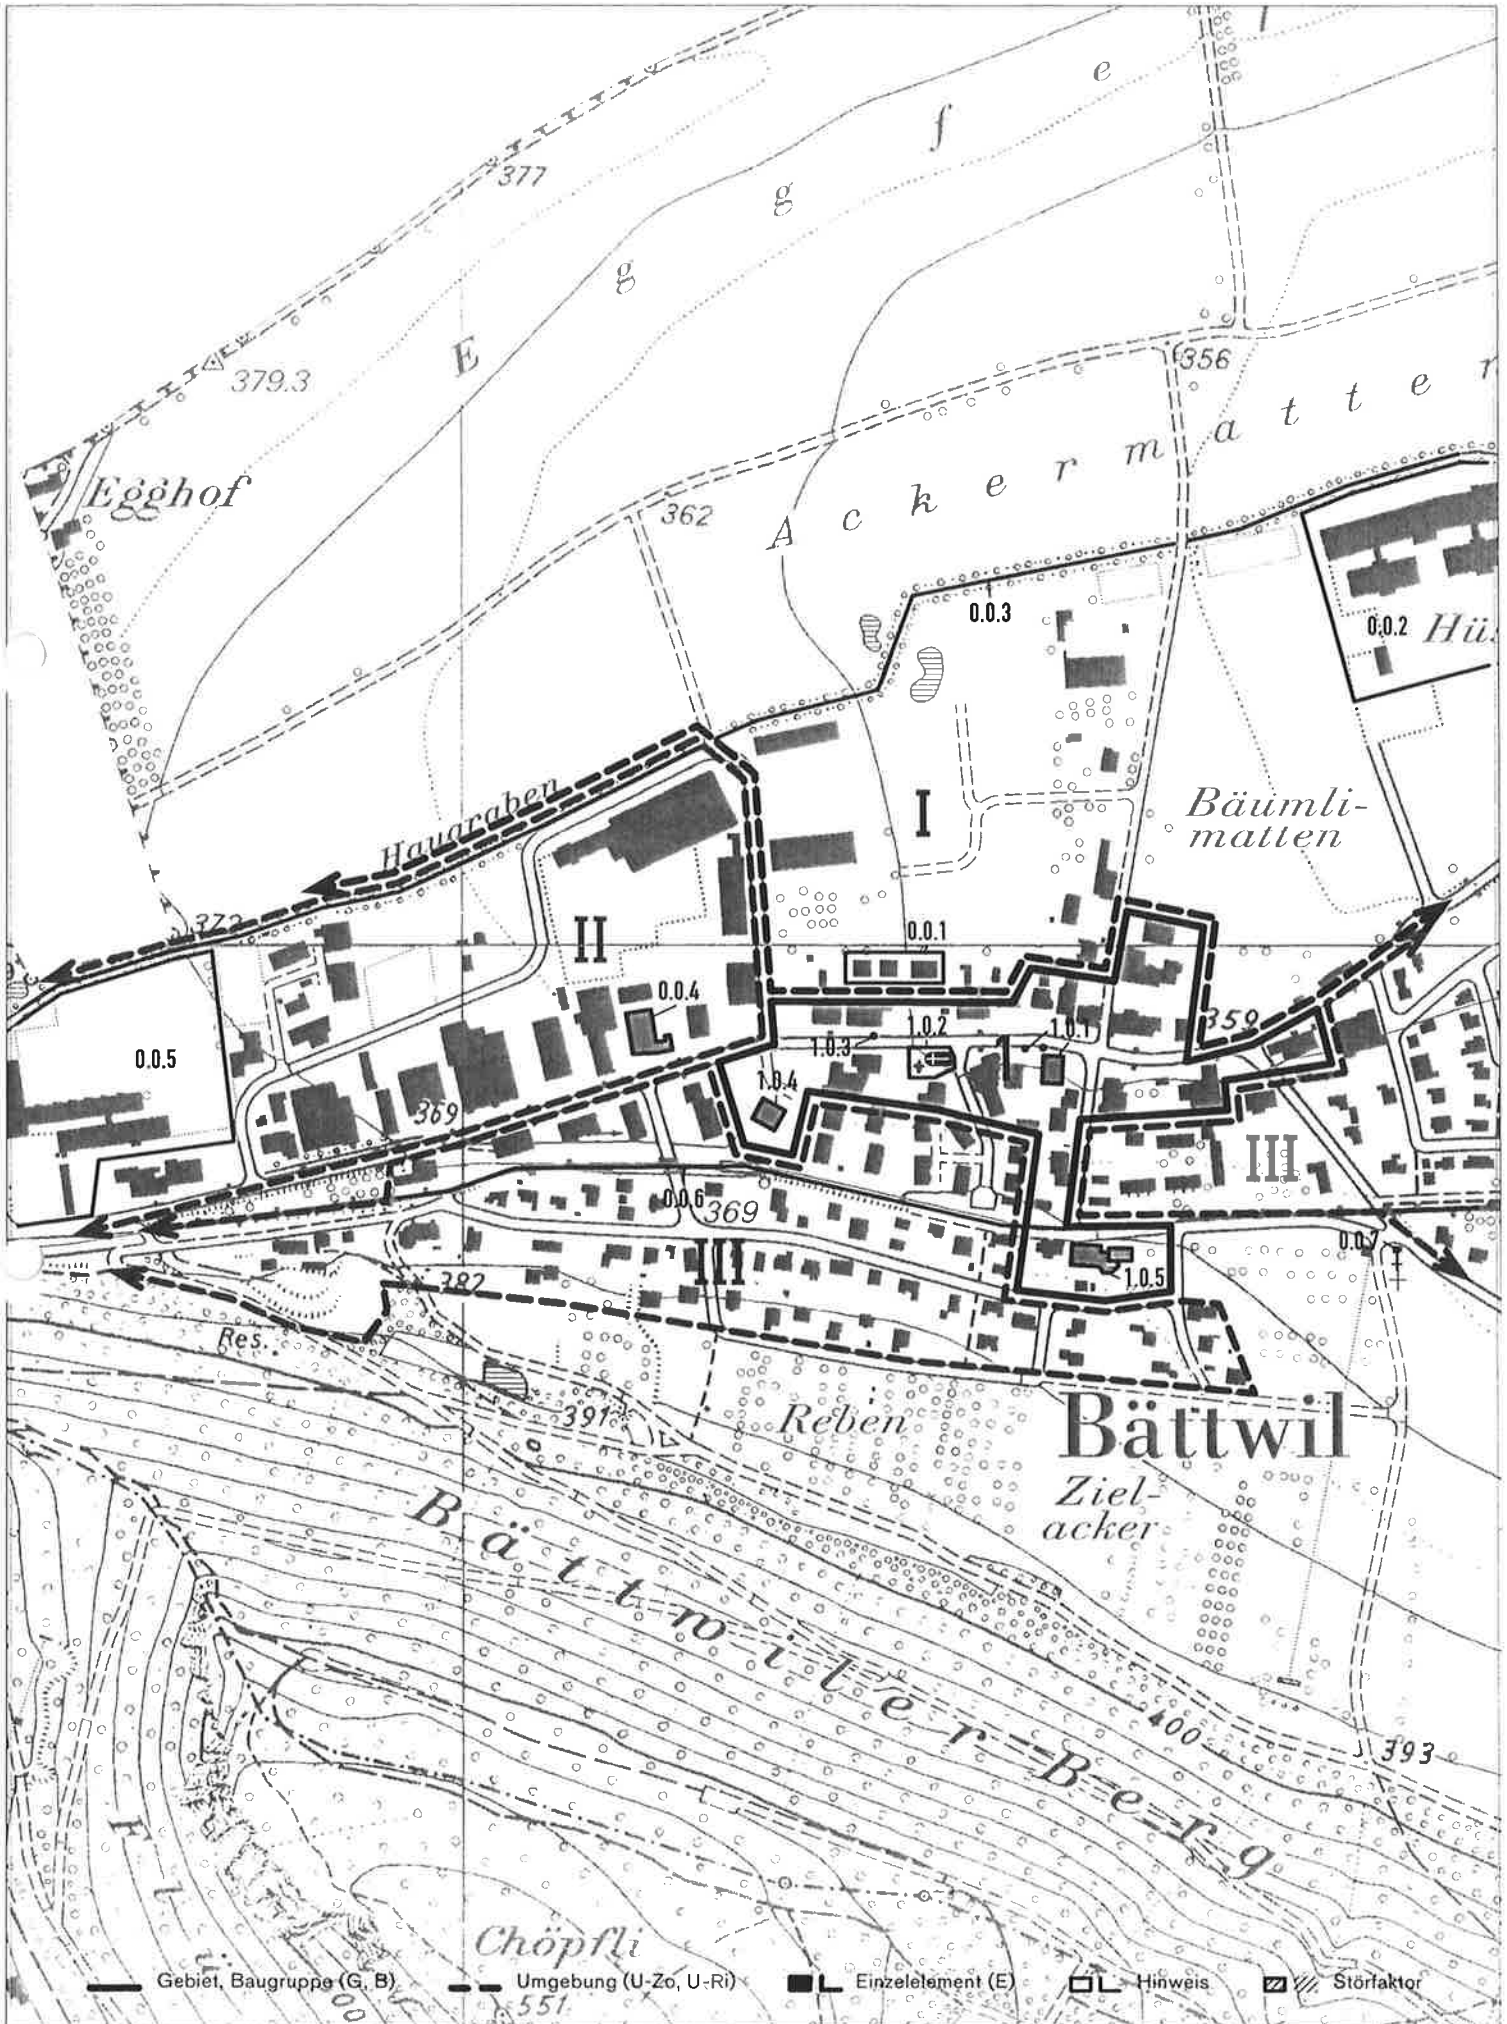 E g g f e l
377
379.3
356
Egghof
362
A c k e r m a t t e n
0.0.3
0.0.2
Hü
Haugraben
I
Bäumli-
matten
372
II
0.0.1
0.0.4
359
0.0.5
1.0.3
1.0.2
1.0.1
1.0.4
369
III
0.0.6
369
0.0.7
III
382
1.0.5
Res.
391
Reben
Bättwil
Ziel-
acker
B ä t t w i l e r B e r g
400
393
F l ü
Chöpfli
Gebiet, Baugruppe (G, B)
Umgebung (U-Zo, U-Ri)
Einzelelement (E)
Hinweis
Störfaktor
551